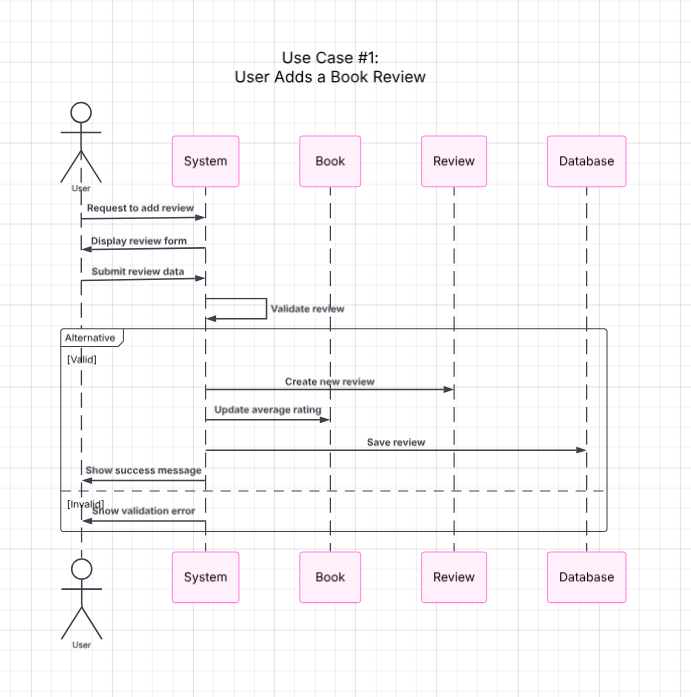 Use Case #1:
User Adds a Book Review
System
Book
Review
Database
User
Request to add review
Display review form
Submit review data
Validate review
Alternative
[Valid]
Create new review
Update average rating
Save review
Show success message
[Invalid]
Show validation error
System
Book
Review
Database
User